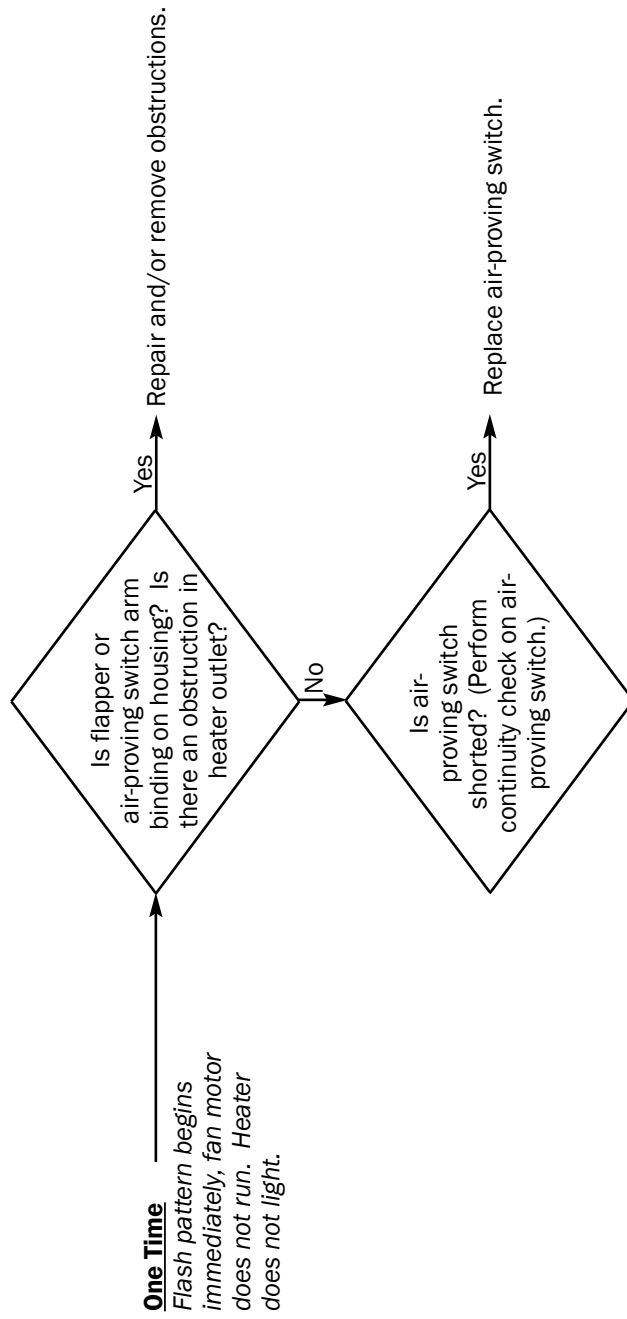 One Time
Flash pattern begins
immediately, fan motor
does not run.  Heater
does not light.
Is flapper or
air-proving switch arm
binding on housing?  Is
there an obstruction in
heater outlet?
Yes
Repair and/or remove obstructions.
No
Is air-
proving switch
shorted?  (Perform
continuity check on air-
proving switch.)
Yes
Replace air-proving switch.